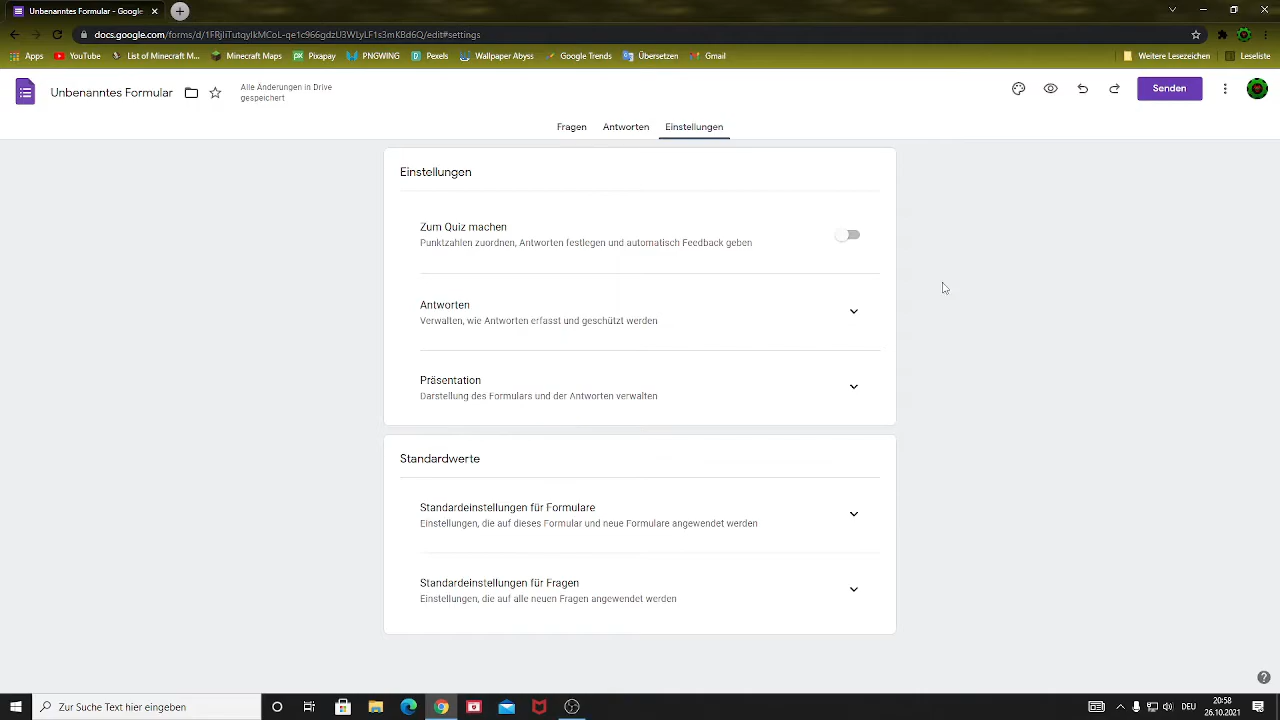 Unbenanntes Formular - Google
docs.google.com/forms/d/1FRjIiTutqyIkMCoL-qe1c966gdzU3WLyLF1s3mKBd6Q/edit#settings
Apps
YouTube
List of Minecraft M...
Minecraft Maps
Pixapay
PNGWING
Pexels
Wallpaper Abyss
Google Trends
Übersetzen
Gmail
Weitere Lesezeichen
Leseliste
Unbenanntes Formular
Alle Änderungen in Drive
gespeichert
Senden
Fragen
Antworten
Einstellungen
Einstellungen
Zum Quiz machen
Punktzahlen zuordnen, Antworten festlegen und automatisch Feedback geben
Antworten
Verwalten, wie Antworten erfasst und geschützt werden
Präsentation
Darstellung des Formulars und der Antworten verwalten
Standardwerte
Standardeinstellungen für Formulare
Einstellungen, die auf dieses Formular und neue Formulare angewendet werden
Standardeinstellungen für Fragen
Einstellungen, die auf alle neuen Fragen angewendet werden
Zur Suche Text hier eingeben
DEU
20:58
26.10.2021